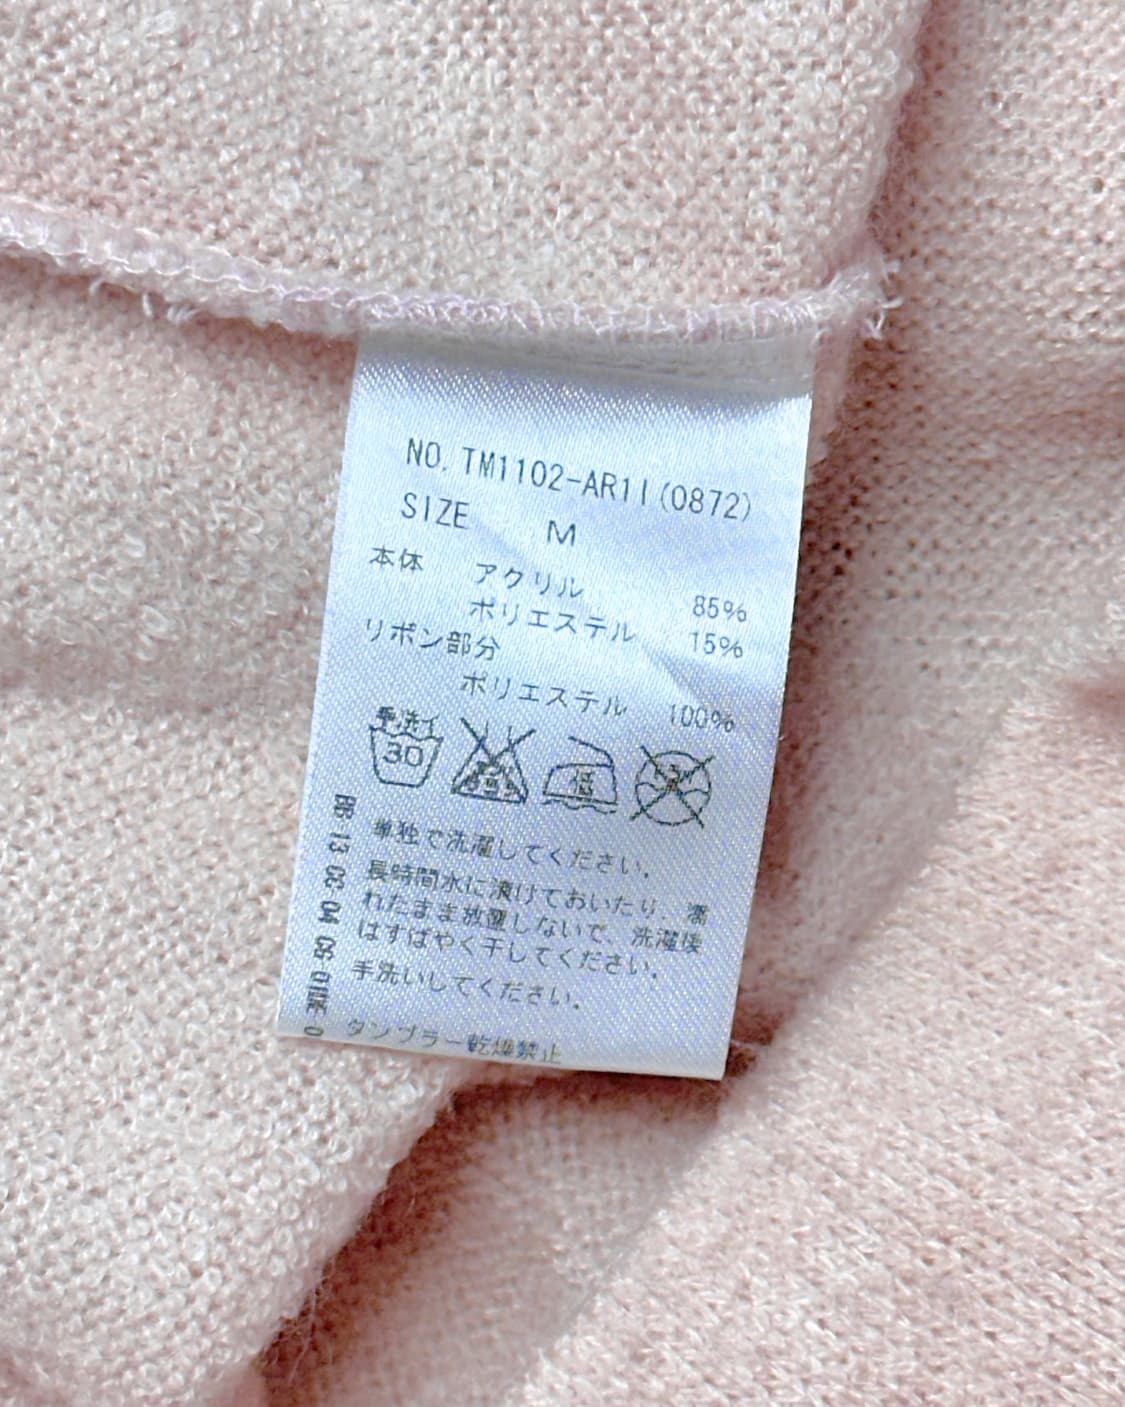 NO. TM1102-AR11(0872)
SIZE M
本体 アクリル 85%
ポリエステル 15%
リボン部分
ポリエステル 100%
手洗イ
30
低
単独で洗濯してください。
長時間水に漬けておいたり、濡
れたまま放置しないで、洗濯後
はすばやく干してください。
手洗いしてください。
タンブラー乾燥禁止